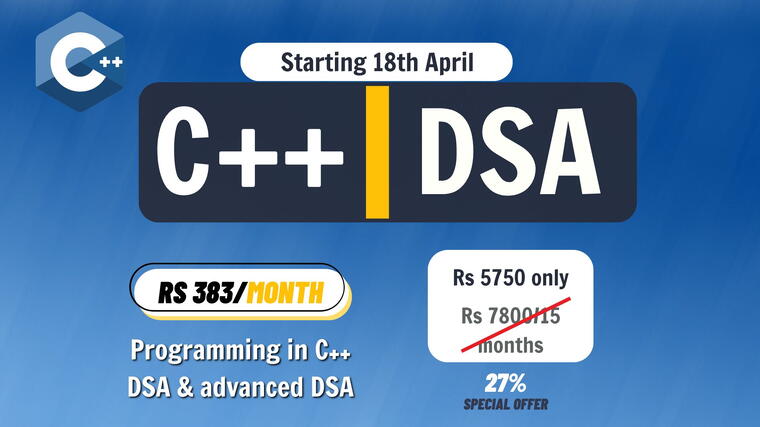 C++
Starting 18th April
C++ | DSA
RS 383/MONTH
Programming in C++
DSA & advanced DSA
Rs 5750 only
Rs 7800/15
months
27%
SPECIAL OFFER